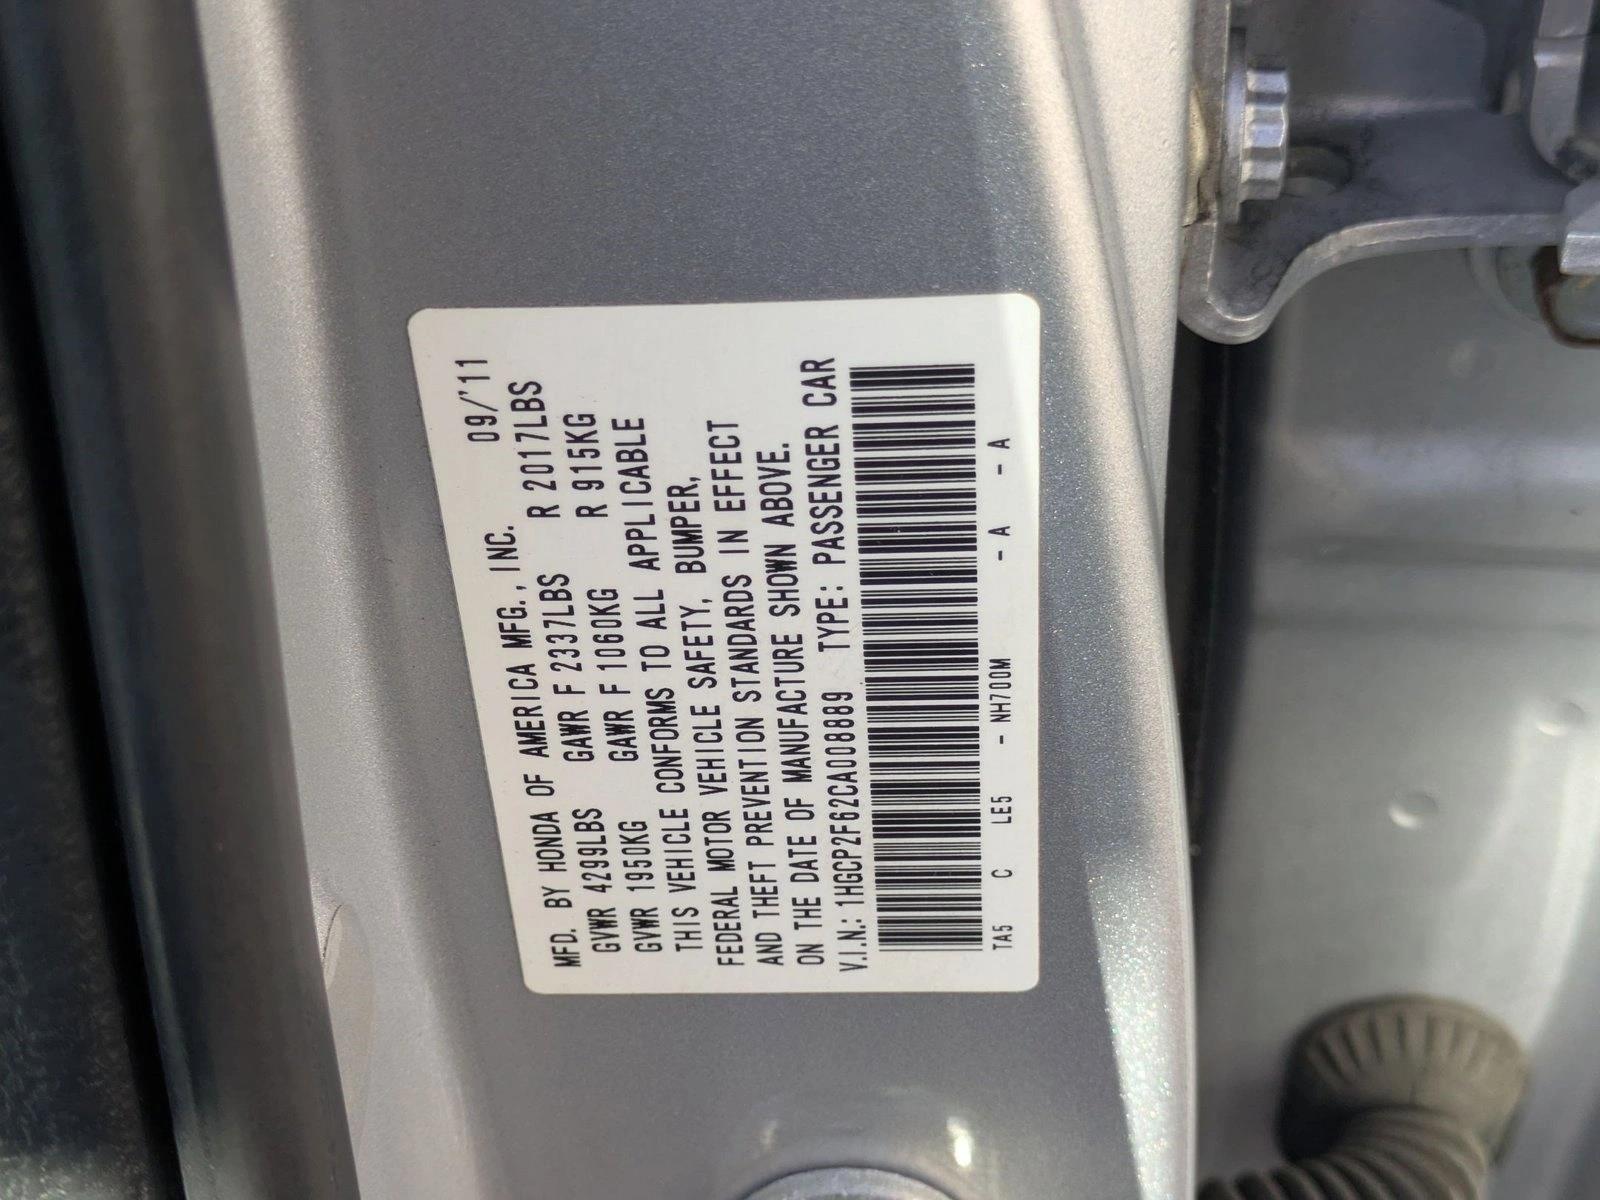 MFD. BY HONDA OF AMERICA MFG., INC. 09/'11
GVWR 4299LBS GAWR F 2337LBS R 2017LBS
GVWR 1950KG GAWR F 1060KG R 915KG
THIS VEHICLE CONFORMS TO ALL APPLICABLE
FEDERAL MOTOR VEHICLE SAFETY, BUMPER,
AND THEFT PREVENTION STANDARDS IN EFFECT
ON THE DATE OF MANUFACTURE SHOWN ABOVE.
V.I.N.: 1HGCP2F62CA008889 TYPE: PASSENGER CAR
TA5 C LE5 - NH700M - A - A